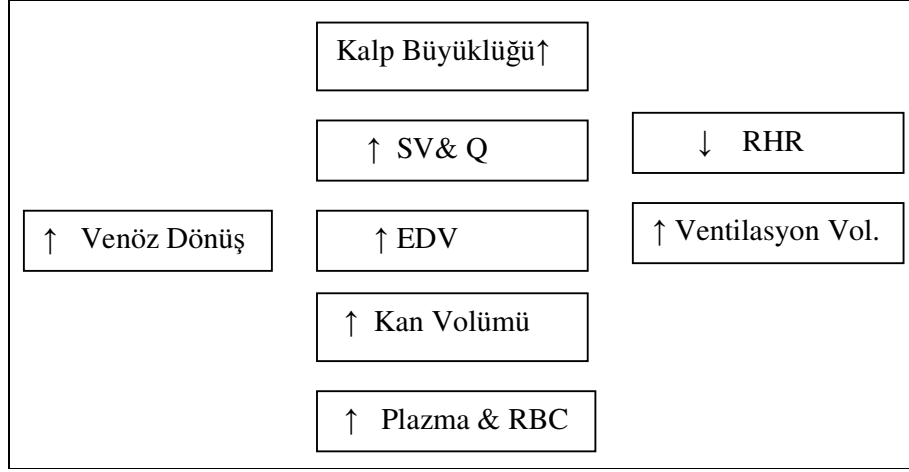 Kalp Büyüklüğü↑
↑ SV& Q
↓ RHR
↑ Venöz Dönüş
↑ EDV
↑ Ventilasyon Vol.
↑ Kan Volümü
↑ Plazma & RBC